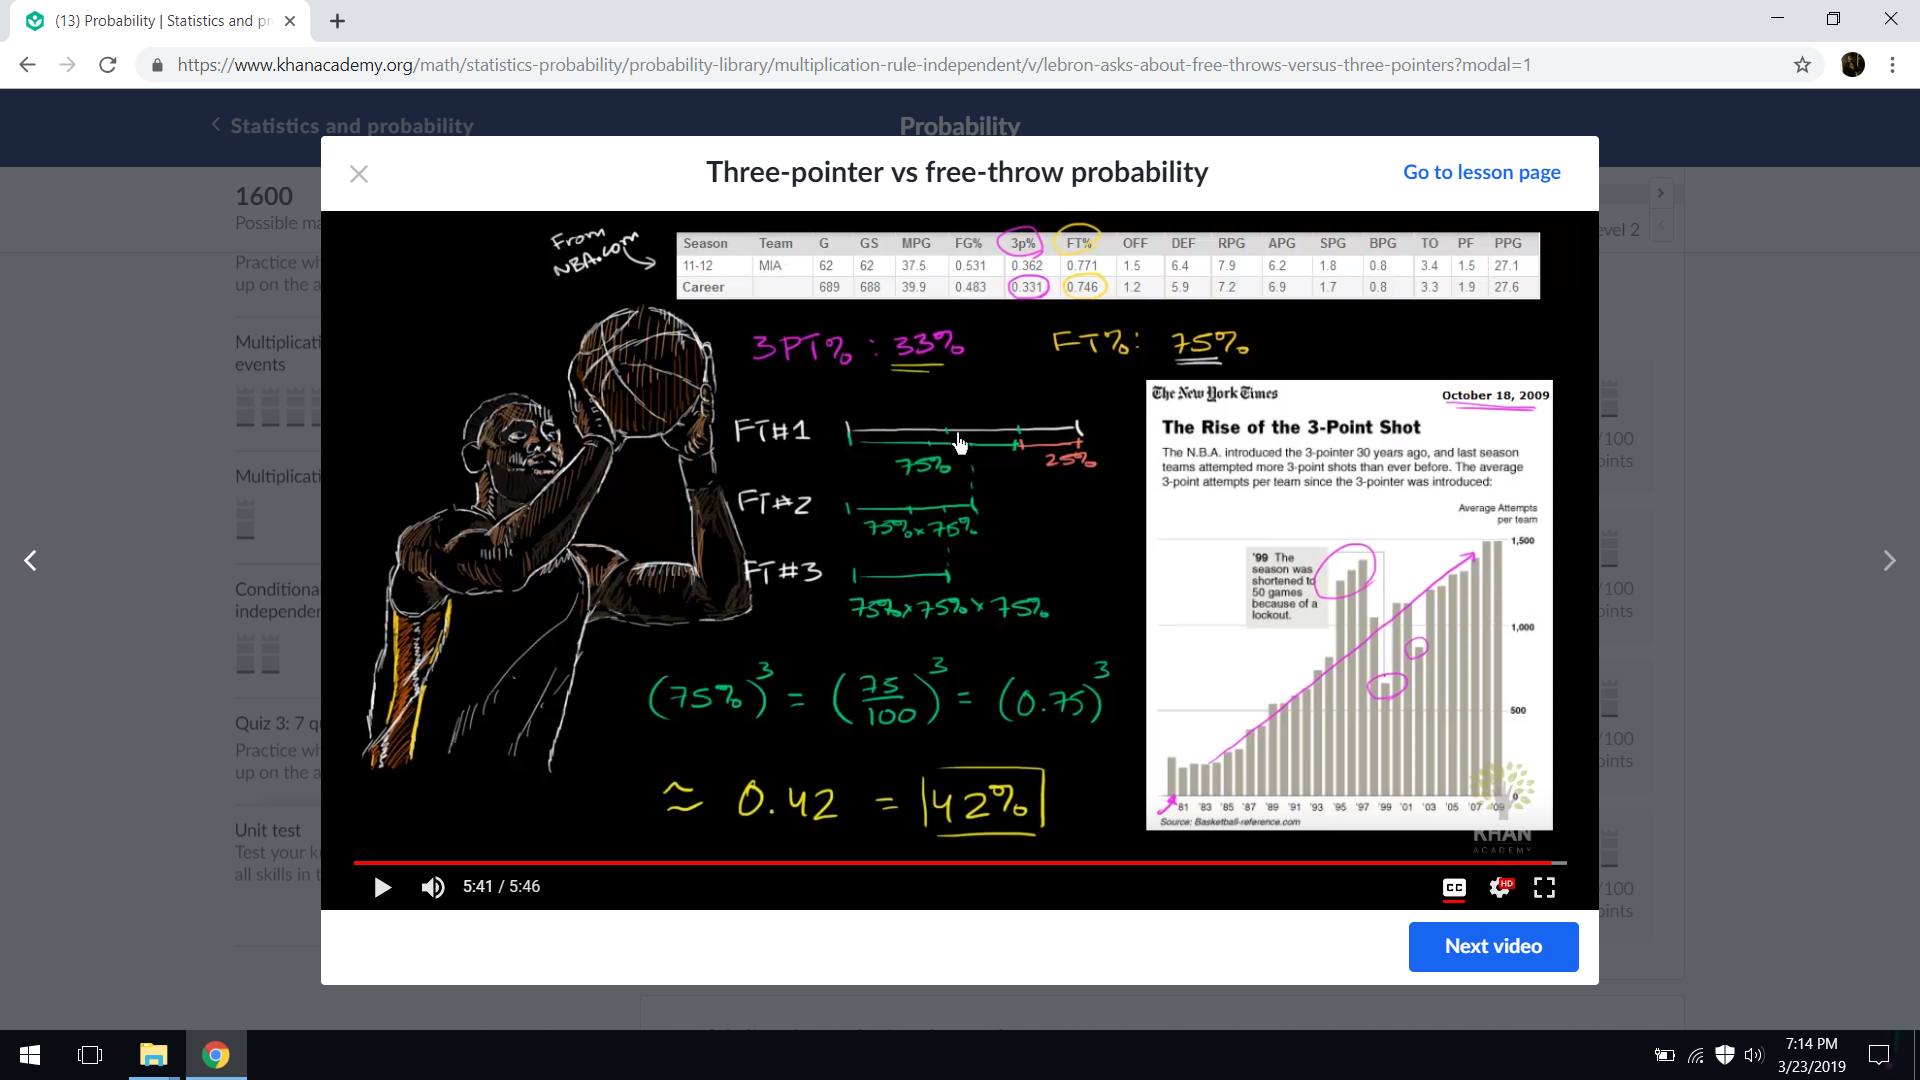 (13) Probability | Statistics and pr
https://www.khanacademy.org/math/statistics-probability/probability-library/multiplication-rule-independent/v/lebron-asks-about-free-throws-versus-three-pointers?modal=1
Statistics and probability
Probability
Three-pointer vs free-throw probability
Go to lesson page
1600
Possible ma
Level 2
Practice wh
up on the a
Multiplicati
events
/100
Multiplicati
Conditiona
independen
/100
Quiz 3: 7 qu
Practice wh
up on the a
/100
Unit test
Test your k
all skills in t
/100
From
NBA.com
Season Team G GS MPG FG% 3p% FT% OFF DEF RPG APG SPG BPG TO PF PPG
11-12 MIA 62 62 37.5 0.531 0.362 0.771 1.5 6.4 7.9 6.2 1.8 0.8 3.4 1.5 27.1
Career 689 688 39.9 0.483 0.331 0.746 1.2 5.9 7.2 6.9 1.7 0.8 3.3 1.9 27.6
3PT% : 33% FT%: 75%
FT#1
75% 25%
FT#2
75% x 75%
FT#3
75% x 75% x 75%
(75%)³ = (75/100)³ = (0.75)³
≈ 0.42 = 42%
The New York Times
October 18, 2009
The Rise of the 3-Point Shot
The N.B.A. introduced the 3-pointer 30 years ago, and last season
teams attempted more 3-point shots than ever before. The average
3-point attempts per team since the 3-pointer was introduced:
Average Attempts
per team
1,500
'99 The
season was
shortened to
50 games
because of a
lockout.
1,000
500
0
'81 '83 '85 '87 '89 '91 '93 '95 '97 '99 '01 '03 '05 '07 '09
Source: Basketball-reference.com
KHAN
ACADEMY
5:41 / 5:46
CC
HD
Next video
7:14 PM
3/23/2019